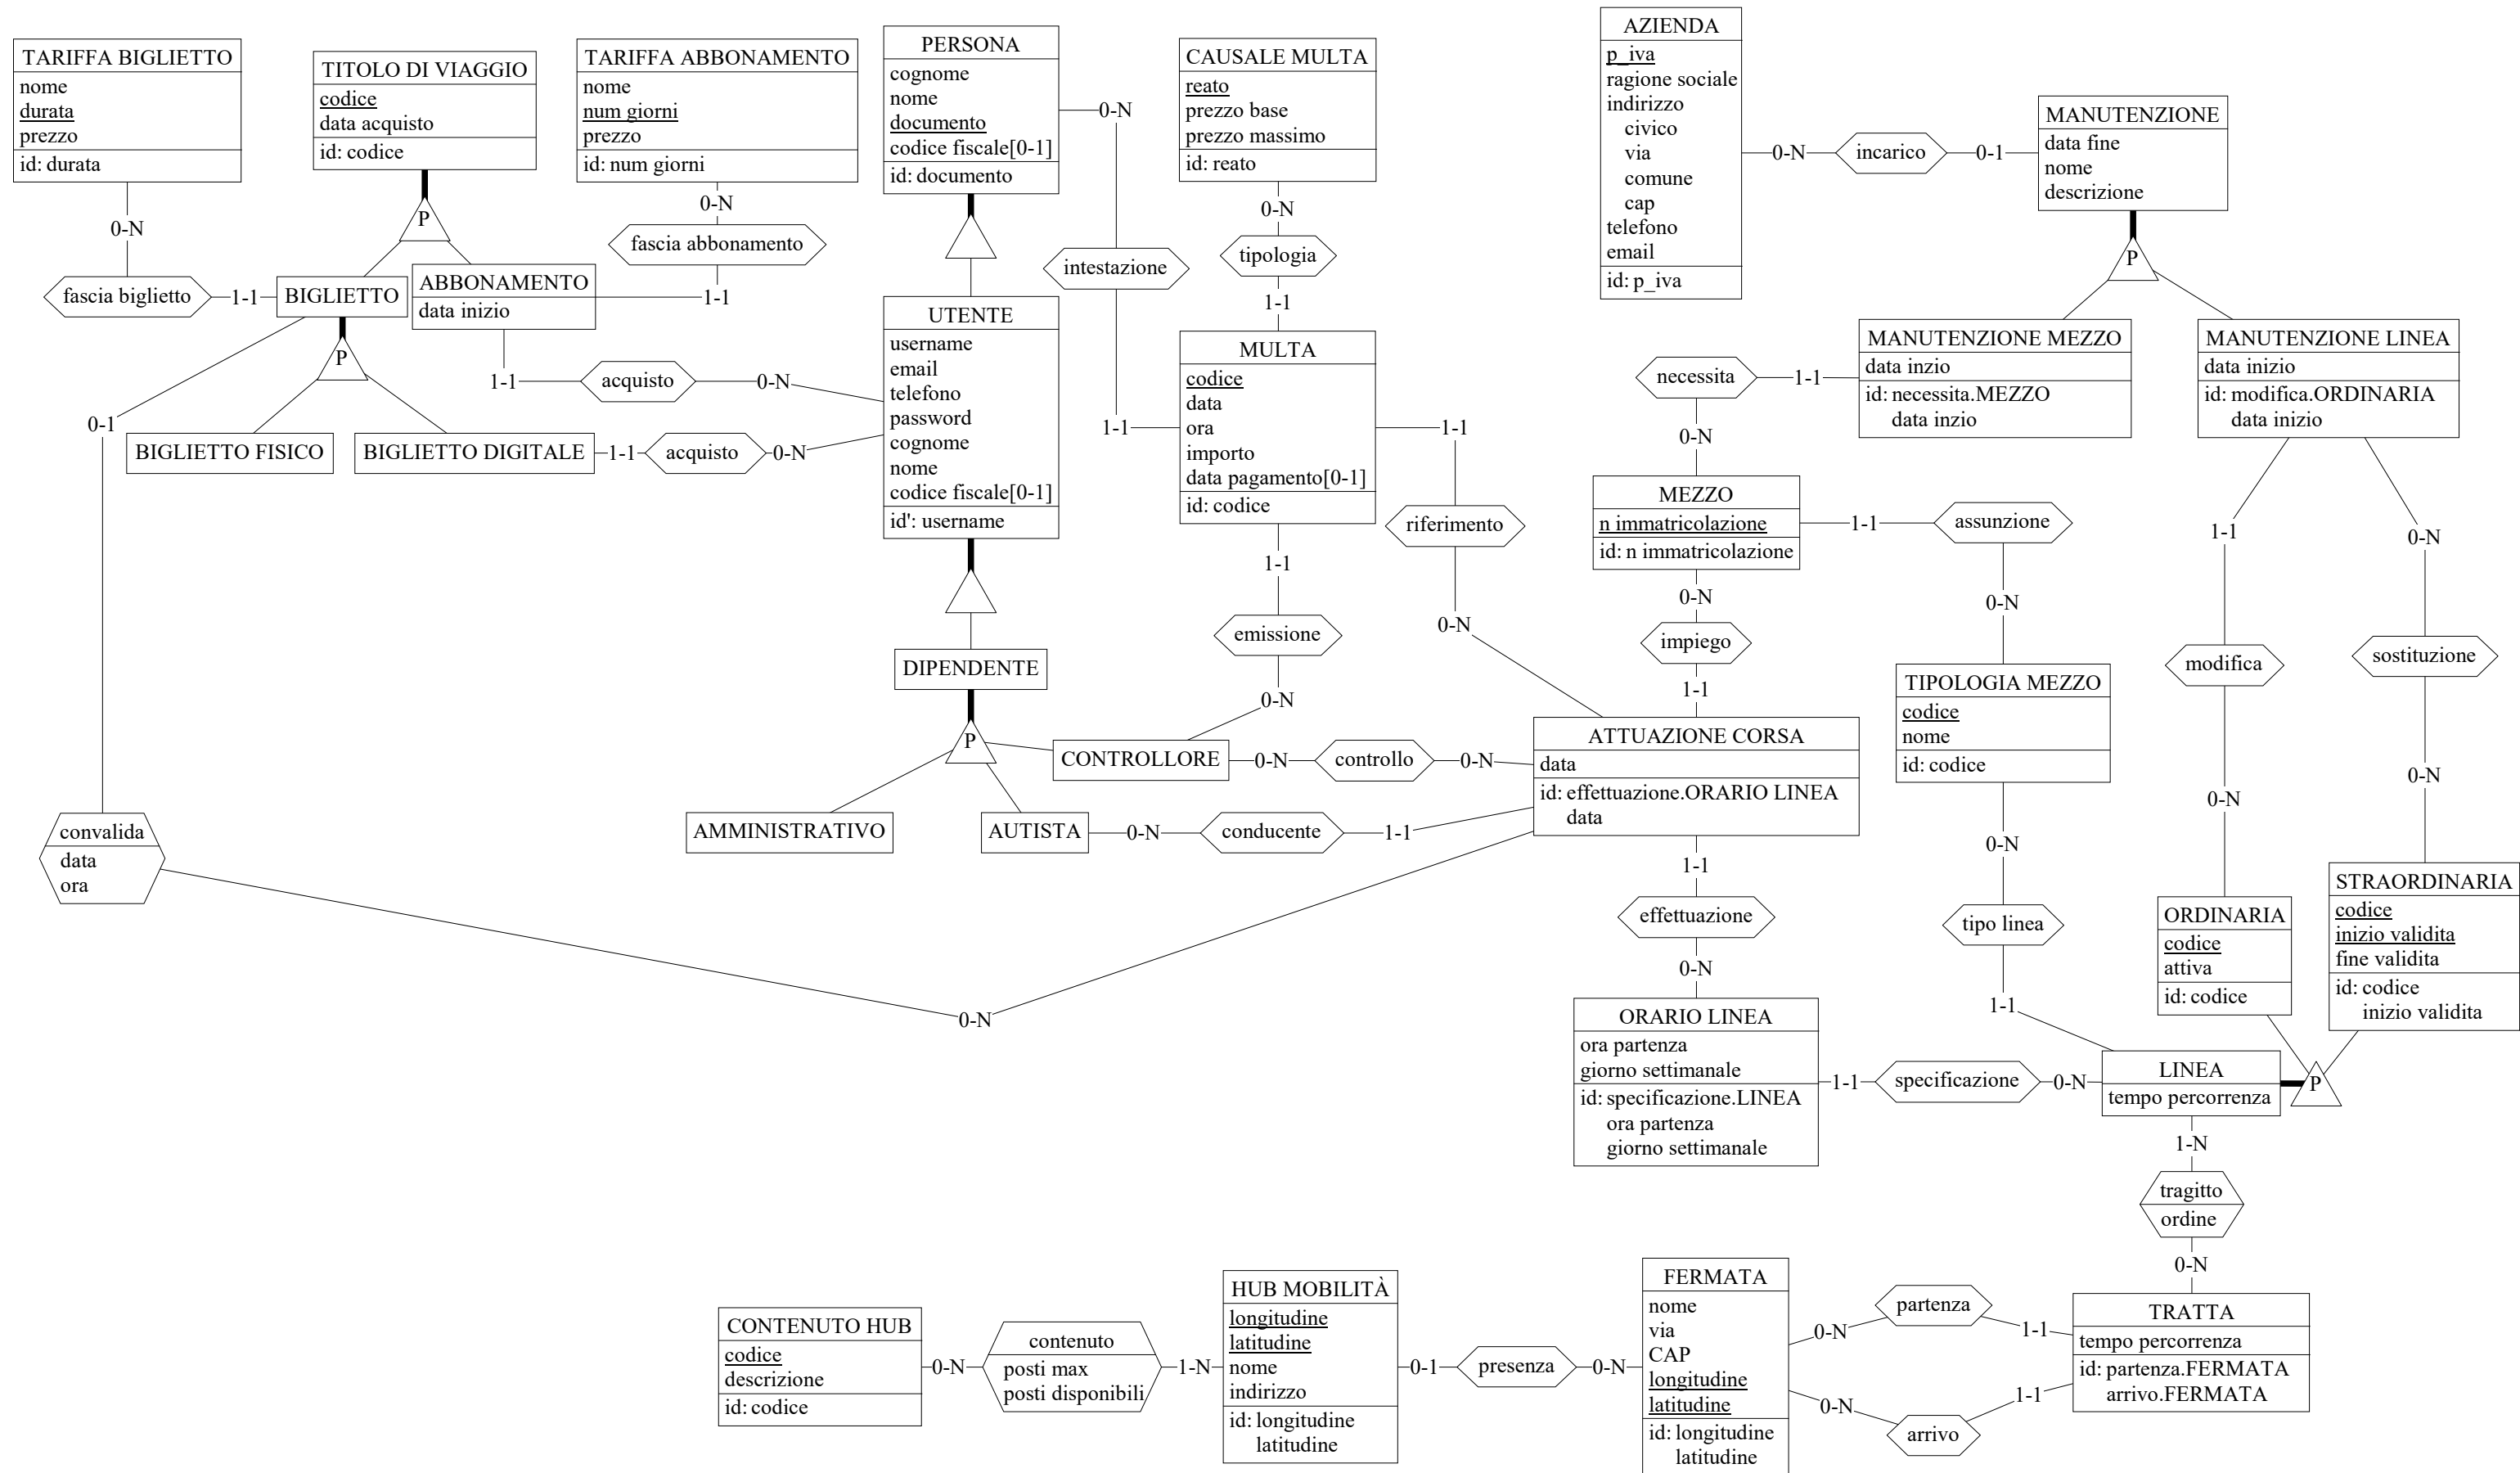 TARIFFA BIGLIETTO
nome
durata
prezzo
id: durata
0-N
fascia biglietto
1-1
TITOLO DI VIAGGIO
codice
data acquisto
id: codice
P
BIGLIETTO
ABBONAMENTO
data inizio
TARIFFA ABBONAMENTO
nome
num giorni
prezzo
id: num giorni
0-N
fascia abbonamento
1-1
P
BIGLIETTO FISICO
BIGLIETTO DIGITALE
1-1
acquisto
0-N
1-1
acquisto
0-N
0-1
convalida
data
ora
0-N
PERSONA
cognome
nome
documento
codice fiscale[0-1]
id: documento
0-N
intestazione
1-1
UTENTE
username
email
telefono
password
cognome
nome
codice fiscale[0-1]
id': username
DIPENDENTE
P
AMMINISTRATIVO
AUTISTA
CONTROLLORE
0-N
conducente
1-1
0-N
controllo
0-N
CAUSALE MULTA
reato
prezzo base
prezzo massimo
id: reato
0-N
tipologia
1-1
MULTA
codice
data
ora
importo
data pagamento[0-1]
id: codice
1-1
emissione
0-N
1-1
riferimento
0-N
AZIENDA
p_iva
ragione sociale
indirizzo
civico
via
comune
cap
telefono
email
id: p_iva
0-N
incarico
0-1
MANUTENZIONE
data fine
nome
descrizione
P
MANUTENZIONE MEZZO
data inzio
id: necessita.MEZZO
data inzio
MANUTENZIONE LINEA
data inizio
id: modifica.ORDINARIA
data inizio
necessita
1-1
0-N
MEZZO
n immatricolazione
id: n immatricolazione
1-1
assunzione
0-N
0-N
impiego
1-1
TIPOLOGIA MEZZO
codice
nome
id: codice
0-N
tipo linea
1-1
1-1
modifica
0-N
0-N
sostituzione
0-N
ATTUAZIONE CORSA
data
id: effettuazione.ORARIO LINEA
data
1-1
effettuazione
0-N
ORARIO LINEA
ora partenza
giorno settimanale
id: specificazione.LINEA
ora partenza
giorno settimanale
1-1
specificazione
0-N
ORDINARIA
codice
attiva
id: codice
STRAORDINARIA
codice
inizio validita
fine validita
id: codice
inizio validita
LINEA
tempo percorrenza
P
1-N
tragitto
ordine
0-N
CONTENUTO HUB
codice
descrizione
id: codice
0-N
contenuto
posti max
posti disponibili
1-N
HUB MOBILITÀ
longitudine
latitudine
nome
indirizzo
id: longitudine
latitudine
0-1
presenza
0-N
FERMATA
nome
via
CAP
longitudine
latitudine
id: longitudine
latitudine
0-N
partenza
1-1
0-N
arrivo
1-1
TRATTA
tempo percorrenza
id: partenza.FERMATA
arrivo.FERMATA